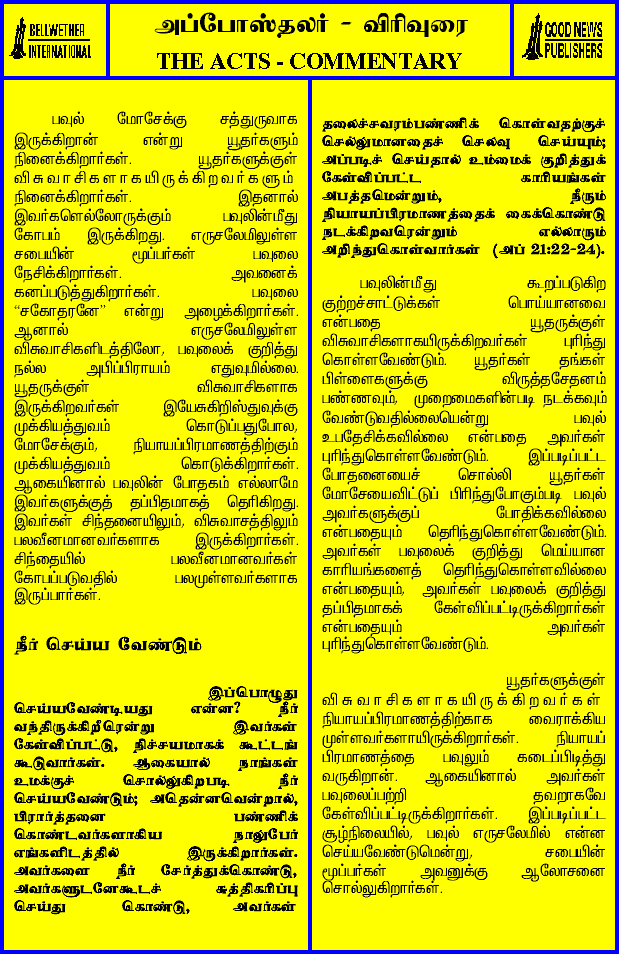 BELLWETHER
INTERNATIONAL
அப்போஸ்தலர் - விரிவுரை
THE ACTS - COMMENTARY
GOOD NEWS
PUBLISHERS
பவுல் மோசேக்கு சத்துருவாக
இருக்கிறான் என்று யூதர்களும்
நினைக்கிறார்கள். யூதர்களுக்குள்
விசுவாசிகளாகயிருக்கிறவர்களும்
நினைக்கிறார்கள். இதனால்
இவர்களெல்லோருக்கும் பவுலின்மீது
கோபம் இருக்கிறது. எருசலேமிலுள்ள
சபையின் மூப்பர்கள் பவுலை
நேசிக்கிறார்கள். அவனைக்
கனப்படுத்துகிறார்கள். பவுலை
“சகோதரனே” என்று அழைக்கிறார்கள்.
ஆனால் எருசலேமிலுள்ள
விசுவாசிகளிடத்திலோ, பவுலைக் குறித்து
நல்ல அபிப்பிராயம் எதுவுமில்லை.
யூதருக்குள் விசுவாசிகளாக
இருக்கிறவர்கள் இயேசுகிறிஸ்துவுக்கு
முக்கியத்துவம் கொடுப்பதுபோல,
மோசேக்கும், நியாயப்பிரமாணத்திற்கும்
முக்கியத்துவம் கொடுக்கிறார்கள்.
ஆகையினால் பவுலின் போதகம் எல்லாமே
இவர்களுக்குத் தப்பிதமாகத் தெரிகிறது.
இவர்கள் சிந்தனையிலும், விசுவாசத்திலும்
பலவீனமானவர்களாக இருக்கிறார்கள்.
சிந்தையில் பலவீனமானவர்கள்
கோபப்படுவதில் பலமுள்ளவர்களாக
இருப்பார்கள்.
நீர் செய்ய வேண்டும்
இப்பொழுது
செய்யவேண்டியது என்ன? நீர்
வந்திருக்கிறீரென்று இவர்கள்
கேள்விப்பட்டு, நிச்சயமாகக் கூட்டங்
கூடுவார்கள். ஆகையால் நாங்கள்
உமக்குச் சொல்லுகிறபடி நீர்
செய்யவேண்டும்; அதென்னவென்றால்,
பிரார்த்தனை பண்ணிக்
கொண்டவர்களாகிய நாலுபேர்
எங்களிடத்தில் இருக்கிறார்கள்.
அவர்களை நீர் சேர்த்துக்கொண்டு,
அவர்களுடனேகூடச் சுத்திகரிப்பு
செய்து கொண்டு, அவர்கள்
தலைச்சவரம்பண்ணிக் கொள்வதற்குச்
செல்லுமானதைச் செலவு செய்யும்;
அப்படிச் செய்தால் உம்மைக் குறித்துக்
கேள்விப்பட்ட காரியங்கள்
அபத்தமென்றும், நீரும்
நியாயப்பிரமாணத்தைக் கைக்கொண்டு
நடக்கிறவரென்றும் எல்லாரும்
அறிந்துகொள்வார்கள் (அப் 21:22-24).
பவுலின்மீது கூறப்படுகிற
குற்றச்சாட்டுக்கள் பொய்யானவை
என்பதை யூதருக்குள்
விசுவாசிகளாகயிருக்கிறவர்கள் புரிந்து
கொள்ளவேண்டும். யூதர்கள் தங்கள்
பிள்ளைகளுக்கு விருத்தசேதனம்
பண்ணவும், முறைமைகளின்படி நடக்கவும்
வேண்டுவதில்லையென்று பவுல்
உபதேசிக்கவில்லை என்பதை அவர்கள்
புரிந்துகொள்ளவேண்டும். இப்படிப்பட்ட
போதனையைச் சொல்லி யூதர்கள்
மோசேயைவிட்டுப் பிரிந்துபோகும்படி பவுல்
அவர்களுக்குப் போதிக்கவில்லை
என்பதையும் தெரிந்துகொள்ளவேண்டும்.
அவர்கள் பவுலைக் குறித்து மெய்யான
காரியங்களைத் தெரிந்துகொள்ளவில்லை
என்பதையும், அவர்கள் பவுலைக் குறித்து
தப்பிதமாகக் கேள்விப்பட்டிருக்கிறார்கள்
என்பதையும் அவர்கள்
புரிந்துகொள்ளவேண்டும்.
யூதர்களுக்குள்
விசுவாசிகளாகயிருக்கிறவர்கள்
நியாயப்பிரமாணத்திற்காக வைராக்கிய
முள்ளவர்களாயிருக்கிறார்கள். நியாயப்
பிரமாணத்தை பவுலும் கடைப்பிடித்து
வருகிறான். ஆகையினால் அவர்கள்
பவுலைப்பற்றி தவறாகவே
கேள்விப்பட்டிருக்கிறார்கள். இப்படிப்பட்ட
சூழ்நிலையில், பவுல் எருசலேமில் என்ன
செய்யவேண்டுமென்று, சபையின்
மூப்பர்கள் அவனுக்கு ஆலோசனை
சொல்லுகிறார்கள்.